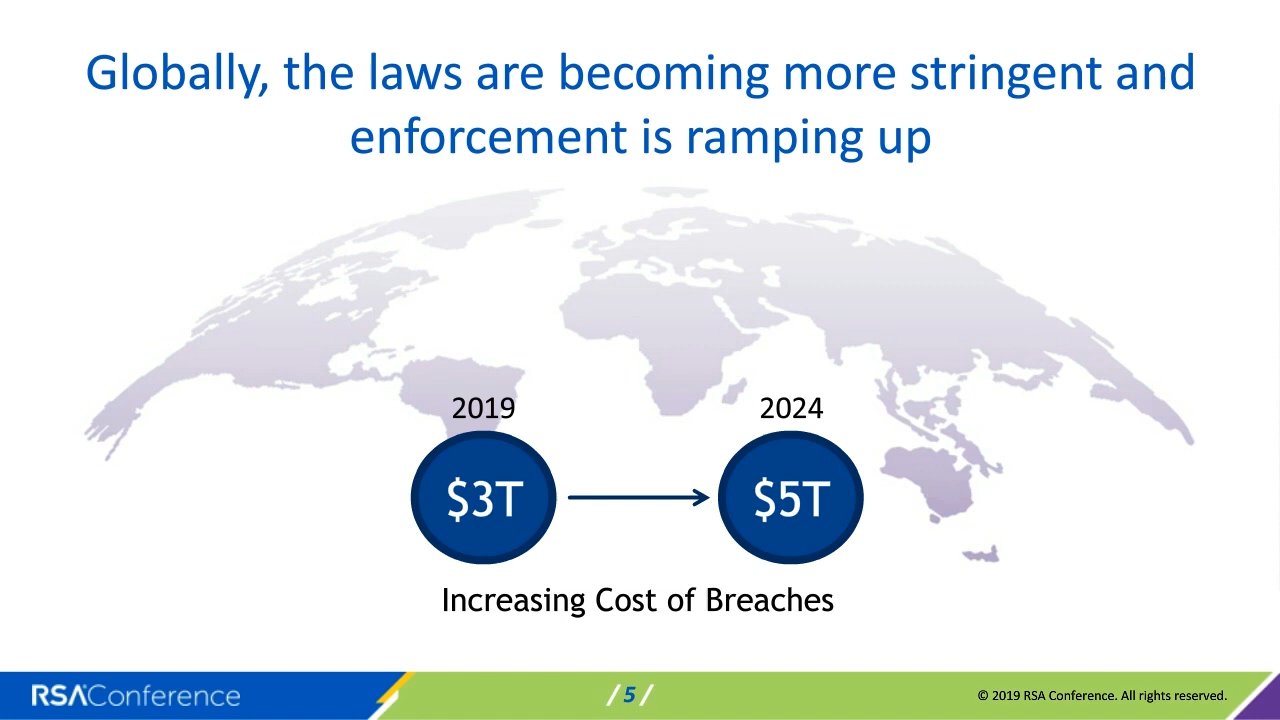 Globally, the laws are becoming more stringent and
enforcement is ramping up
2019
2024
$3T
$5T
Increasing Cost of Breaches
RSAConference
/ 5 /
© 2019 RSA Conference. All rights reserved.